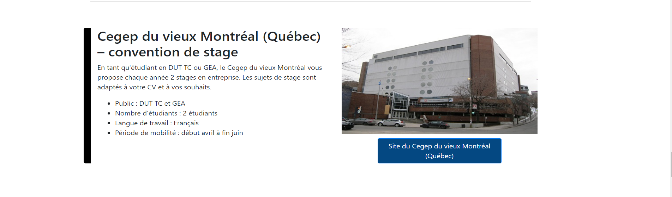 Cegep du vieux Montréal (Québec)
– convention de stage
En tant qu'étudiant en DUT TC ou GEA, le Cegep du vieux Montréal vous
propose chaque année 2 stages en entreprise. Les sujets de stage sont
adaptés à votre CV et à vos souhaits.
Public : DUT TC et GEA
Nombre d'étudiants : 2 étudiants
Langue de travail : Français
Période de mobilité : début avril à fin juin
Site du Cegep du vieux Montréal
(Québec)